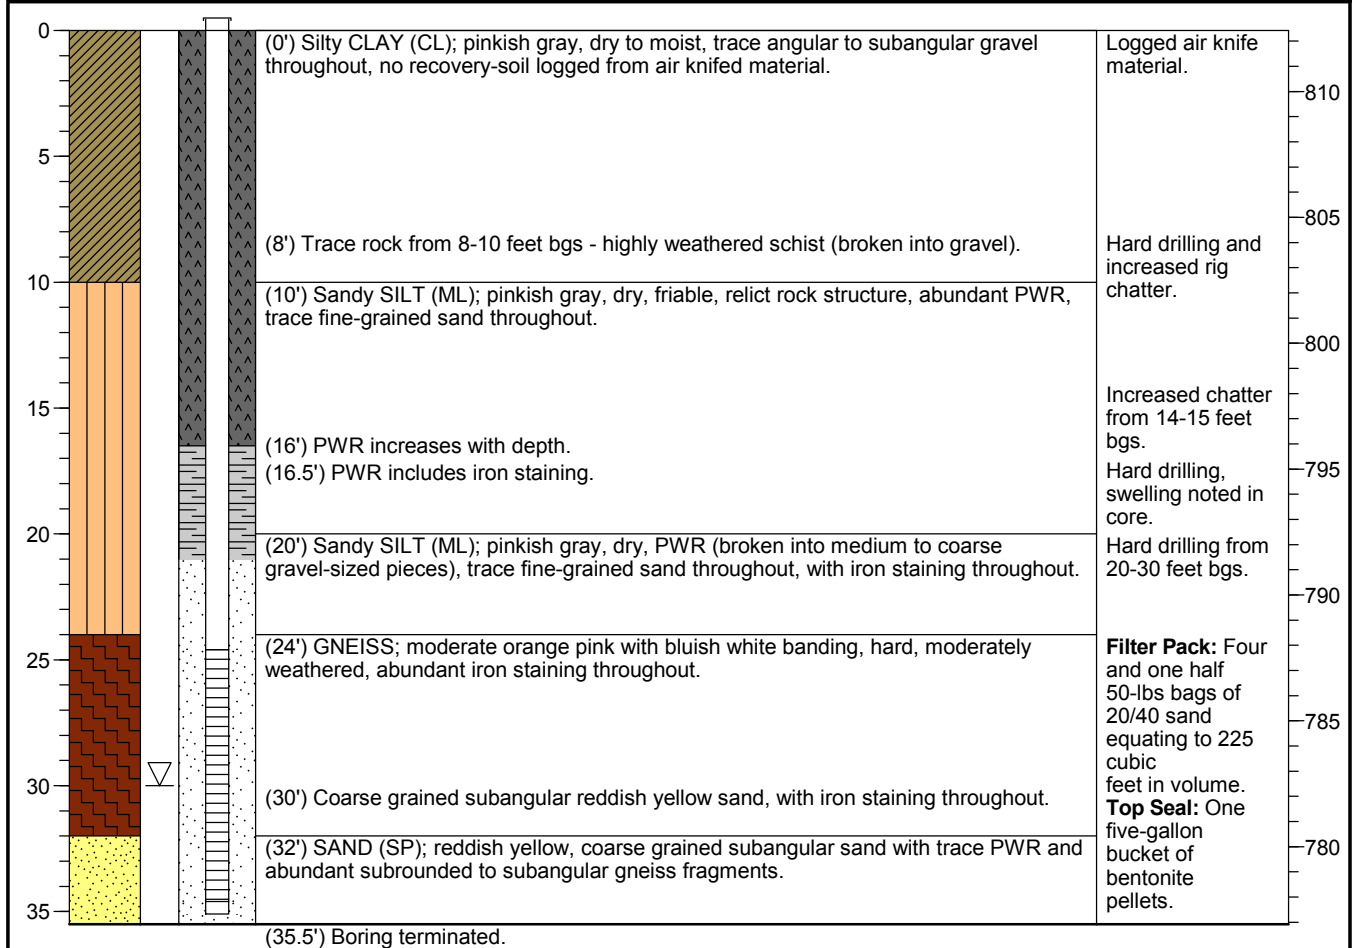 0
(0') Silty CLAY (CL); pinkish gray, dry to moist, trace angular to subangular gravel
throughout, no recovery-soil logged from air knifed material.
Logged air knife
material.
810
5
805
(8') Trace rock from 8-10 feet bgs - highly weathered schist (broken into gravel).
Hard drilling and
increased rig
chatter.
10
(10') Sandy SILT (ML); pinkish gray, dry, friable, relict rock structure, abundant PWR,
trace fine-grained sand throughout.
800
15
Increased chatter
from 14-15 feet
bgs.
(16') PWR increases with depth.
(16.5') PWR includes iron staining.
795
Hard drilling,
swelling noted in
core.
20
(20') Sandy SILT (ML); pinkish gray, dry, PWR (broken into medium to coarse
gravel-sized pieces), trace fine-grained sand throughout, with iron staining throughout.
Hard drilling from
20-30 feet bgs.
790
25
(24') GNEISS; moderate orange pink with bluish white banding, hard, moderately
weathered, abundant iron staining throughout.
Filter Pack: Four
and one half
50-lbs bags of
20/40 sand
equating to 225
cubic
feet in volume.
785
30
(30') Coarse grained subangular reddish yellow sand, with iron staining throughout.
Top Seal: One
five-gallon
bucket of
bentonite
pellets.
780
(32') SAND (SP); reddish yellow, coarse grained subangular sand with trace PWR and
abundant subrounded to subangular gneiss fragments.
35
(35.5') Boring terminated.